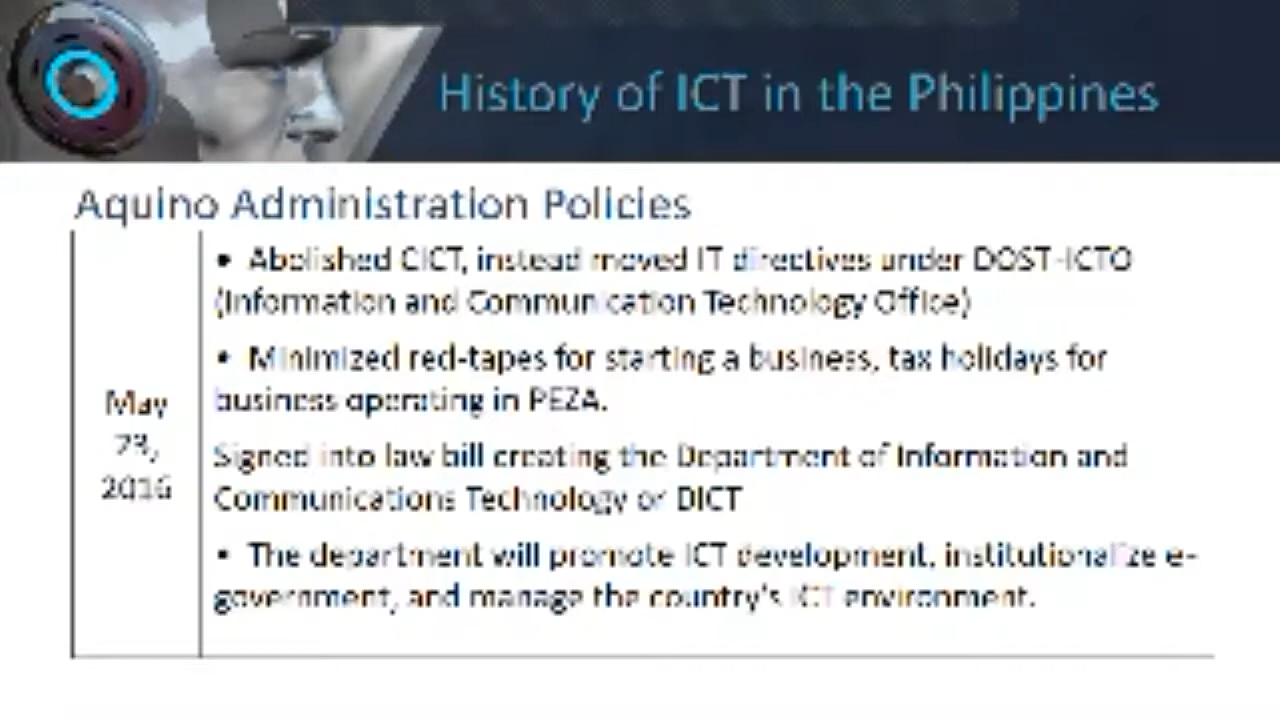 History of ICT in the Philippines
Aquino Administration Policies
• Abolished CICT, instead moved IT directives under DOST-ICTO
(Information and Communication Technology Office)
• Minimized red-tapes for starting a business, tax holidays for
business operating in PEZA.
May
23,
2016
Signed into law bill creating the Department of Information and
Communications Technology or DICT
• The department will promote ICT development, institutionalize e-
government, and manage the country's ICT environment.